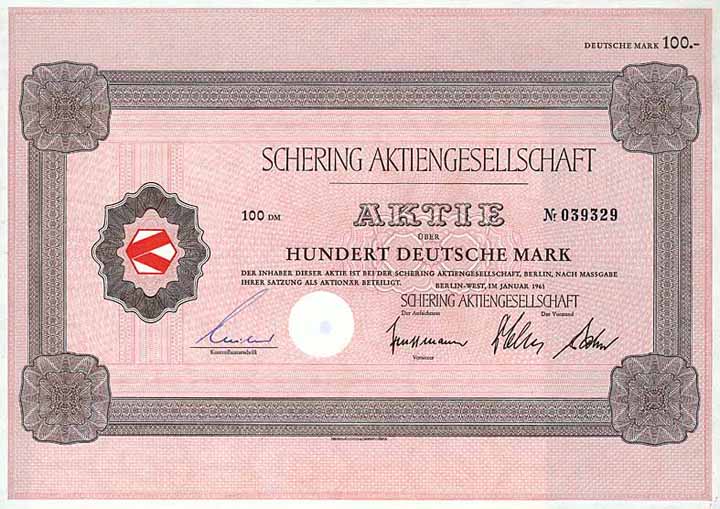 DEUTSCHE MARK 100.-
SCHERING AKTIENGESELLSCHAFT
100 DM AKTIE Nr 039329
ÜBER
HUNDERT DEUTSCHE MARK
DER INHABER DIESER AKTIE IST BEI DER SCHERING AKTIENGESELLSCHAFT, BERLIN, NACH MASSGABE
IHRER SATZUNG ALS AKTIONÄR BETEILIGT. BERLIN-WEST, IM JANUAR 1963
SCHERING AKTIENGESELLSCHAFT
Der Aufsichtsrat Der Vorstand
Kontrollunterschrift
Vorsitzer